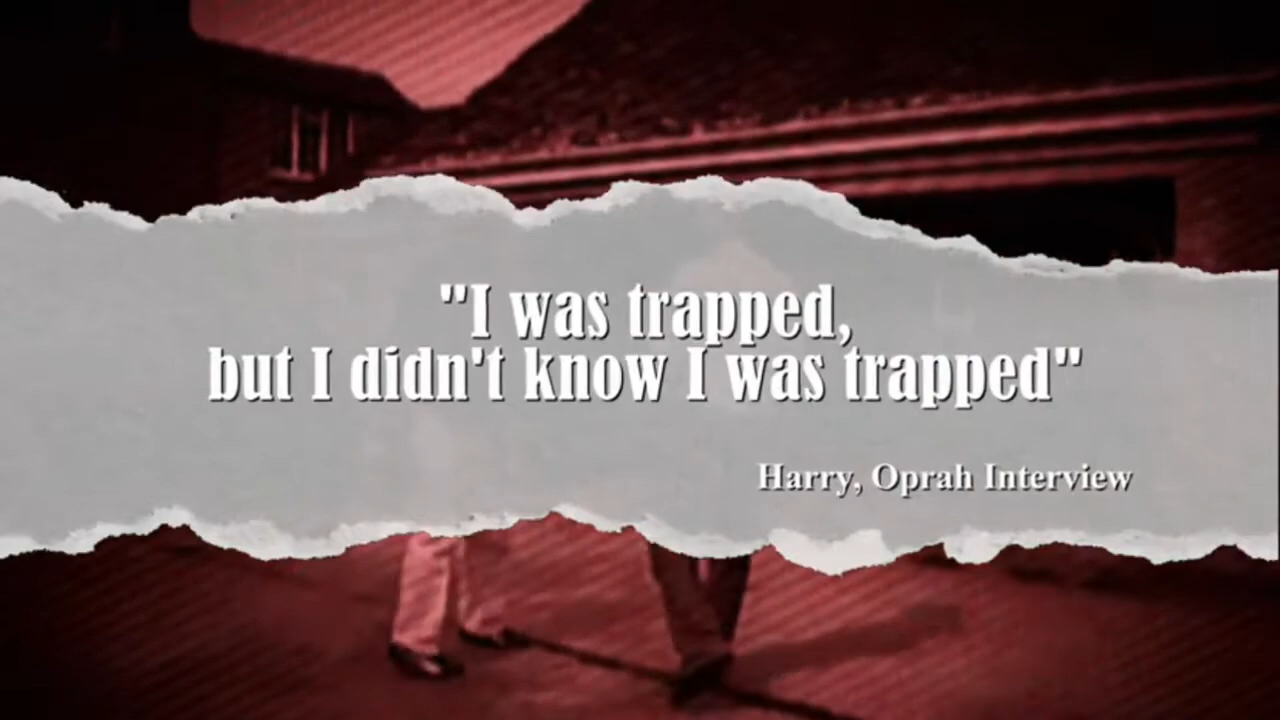 "I was trapped,
but I didn't know I was trapped"
Harry, Oprah Interview